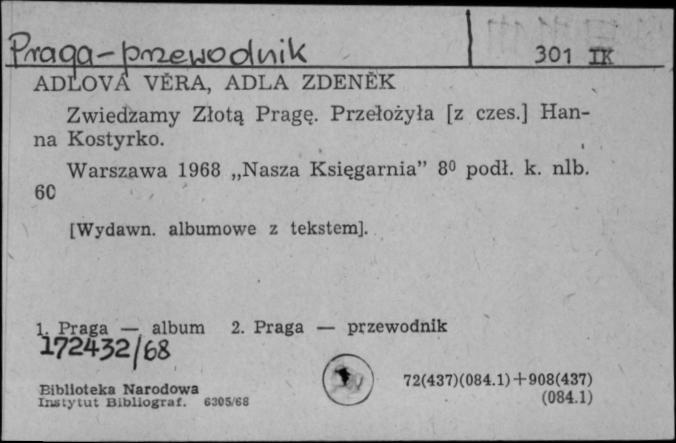 Praga-przewodnik 301 IK
ADLOVÁ VĚRA, ADLA ZDENĚK
Zwiedzamy Złotą Pragę. Przełożyła [z czes.] Han-
na Kostyrko.
Warszawa 1968 „Nasza Księgarnia” 8⁰ podł. k. nlb.
60
[Wydawn. albumowe z tekstem].
1. Praga — album 2. Praga — przewodnik
172432/68
Biblioteka Narodowa
Instytut Bibliograf. 6305/68
72(437)(084.1)+908(437)
(084.1)